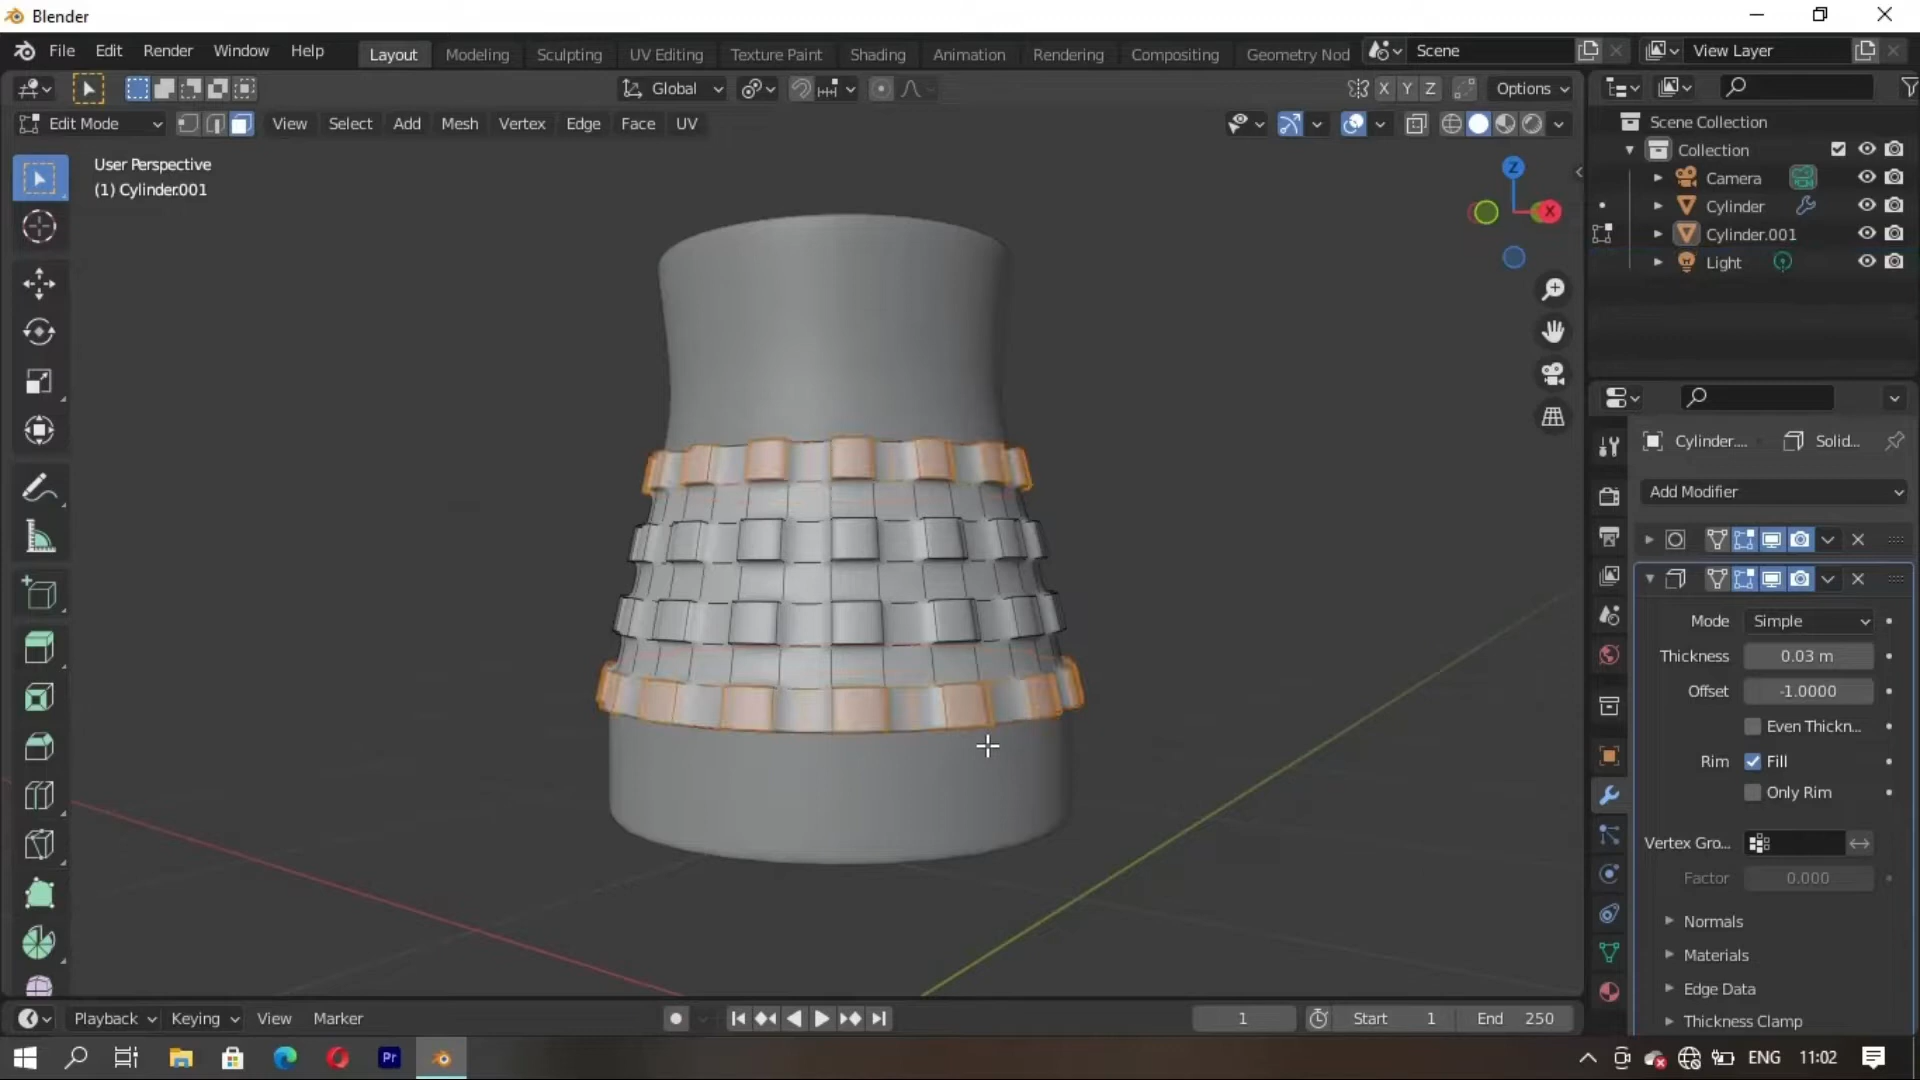 Blender
File Edit Render Window Help Layout Modeling Sculpting UV Editing Texture Paint Shading Animation Rendering Compositing Geometry Nod Scene View Layer
Global X Y Z Options
Edit Mode View Select Add Mesh Vertex Edge Face UV
User Perspective
(1) Cylinder.001
Z
X
Scene Collection
Collection
Camera
Cylinder
Cylinder.001
Light
Cylinder.... Solid...
Add Modifier
Mode Simple
Thickness 0.03 m
Offset -1.0000
Even Thickn...
Rim Fill
Only Rim
Vertex Gro...
Factor 0.000
Normals
Materials
Edge Data
Thickness Clamp
Playback Keying View Marker 1 Start 1 End 250
Pr ENG 11:02